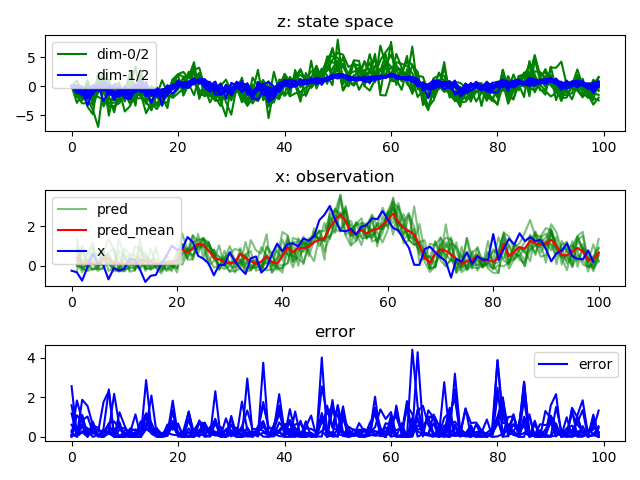 z: state space
5
0
−5
dim-0/2
dim-1/2
0 20 40 60 80 100
x: observation
2
0
pred
pred_mean
x
0 20 40 60 80 100
error
4
2
0
error
0 20 40 60 80 100